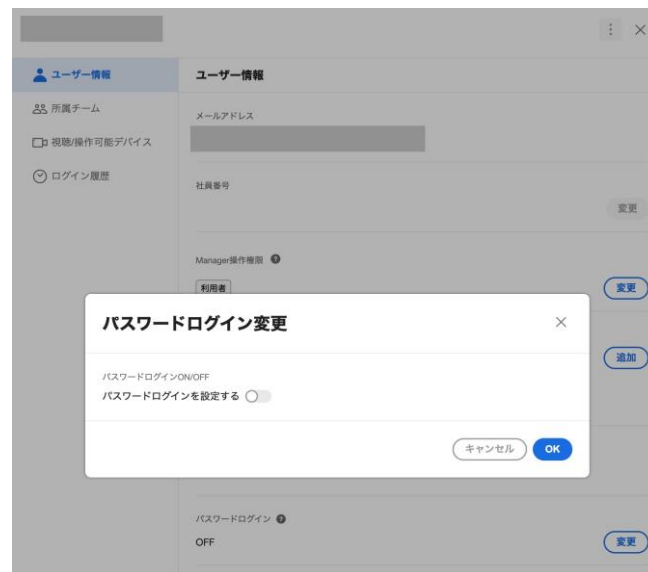 ユーザー情報
ユーザー情報
所属チーム
メールアドレス
視聴/操作可能デバイス
ログイン履歴
社員番号
変更
Manager操作権限
利用者
変更
パスワードログイン変更
追加
パスワードログインON/OFF
パスワードログインを設定する
キャンセル
OK
パスワードログイン
OFF
変更